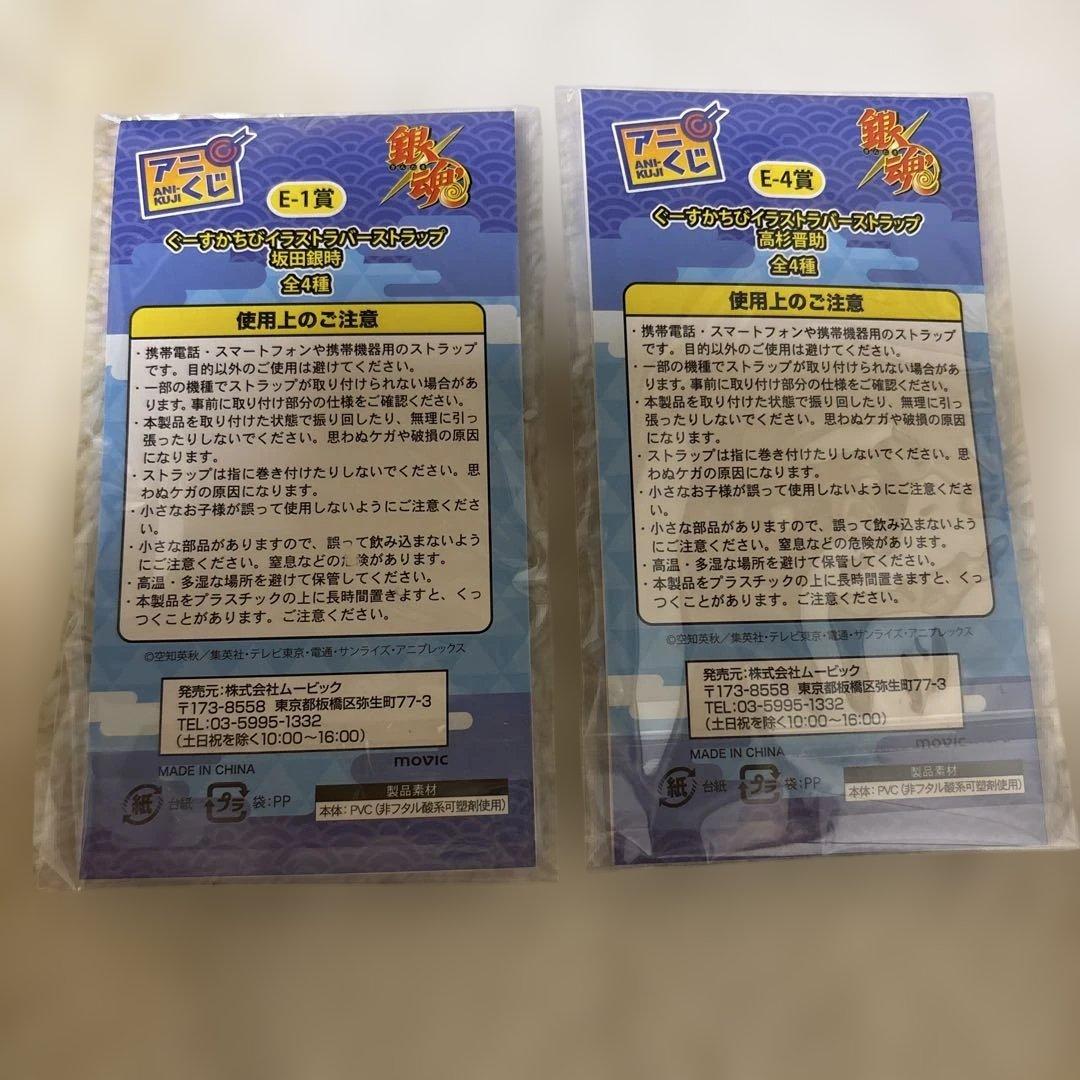 アニくじ
ANI-KUJI
銀魂
E-1賞
ぐーすかちびイラストラバーストラップ
坂田銀時
全4種
使用上のご注意
・携帯電話・スマートフォンや携帯機器用のストラップ
です。目的以外のご使用は避けてください。
・一部の機種でストラップが取り付けられない場合があ
ります。事前に取り付け部分の仕様をご確認ください。
・本製品を取り付けた状態で振り回したり、無理に引っ
張ったりしないでください。思わぬケガや破損の原因
になります。
・ストラップは指に巻き付けたりしないでください。思
わぬケガの原因になります。
・小さなお子様が誤って使用しないようにご注意くださ
い。
・小さな部品がありますので、誤って飲み込まないよう
にご注意ください。窒息などの危険があります。
・高温・多湿な場所を避けて保管してください。
・本製品をプラスチックの上に長時間置きますと、くっ
つくことがあります。ご注意ください。
©空知英秋／集英社・テレビ東京・電通・サンライズ・アニプレックス
発売元:株式会社ムービック
〒173-8558 東京都板橋区弥生町77-3
TEL:03-5995-1332
(土日祝を除く10:00～16:00)
movic
MADE IN CHINA
紙 台紙 プラ 袋:PP
製品素材
本体:PVC(非フタル酸系可塑剤使用)
アニくじ
ANI-KUJI
銀魂
E-4賞
ぐーすかちびイラストラバーストラップ
高杉晋助
全4種
使用上のご注意
・携帯電話・スマートフォンや携帯機器用のストラップ
です。目的以外のご使用は避けてください。
・一部の機種でストラップが取り付けられない場合があ
ります。事前に取り付け部分の仕様をご確認ください。
・本製品を取り付けた状態で振り回したり、無理に引っ
張ったりしないでください。思わぬケガや破損の原因
になります。
・ストラップは指に巻き付けたりしないでください。思
わぬケガの原因になります。
・小さなお子様が誤って使用しないようにご注意くださ
い。
・小さな部品がありますので、誤って飲み込まないよう
にご注意ください。窒息などの危険があります。
・高温・多湿な場所を避けて保管してください。
・本製品をプラスチックの上に長時間置きますと、くっ
つくことがあります。ご注意ください。
©空知英秋／集英社・テレビ東京・電通・サンライズ・アニプレックス
発売元:株式会社ムービック
〒173-8558 東京都板橋区弥生町77-3
TEL:03-5995-1332
(土日祝を除く10:00～16:00)
movic
MADE IN CHINA
紙 台紙 プラ 袋:PP
製品素材
本体:PVC(非フタル酸系可塑剤使用)